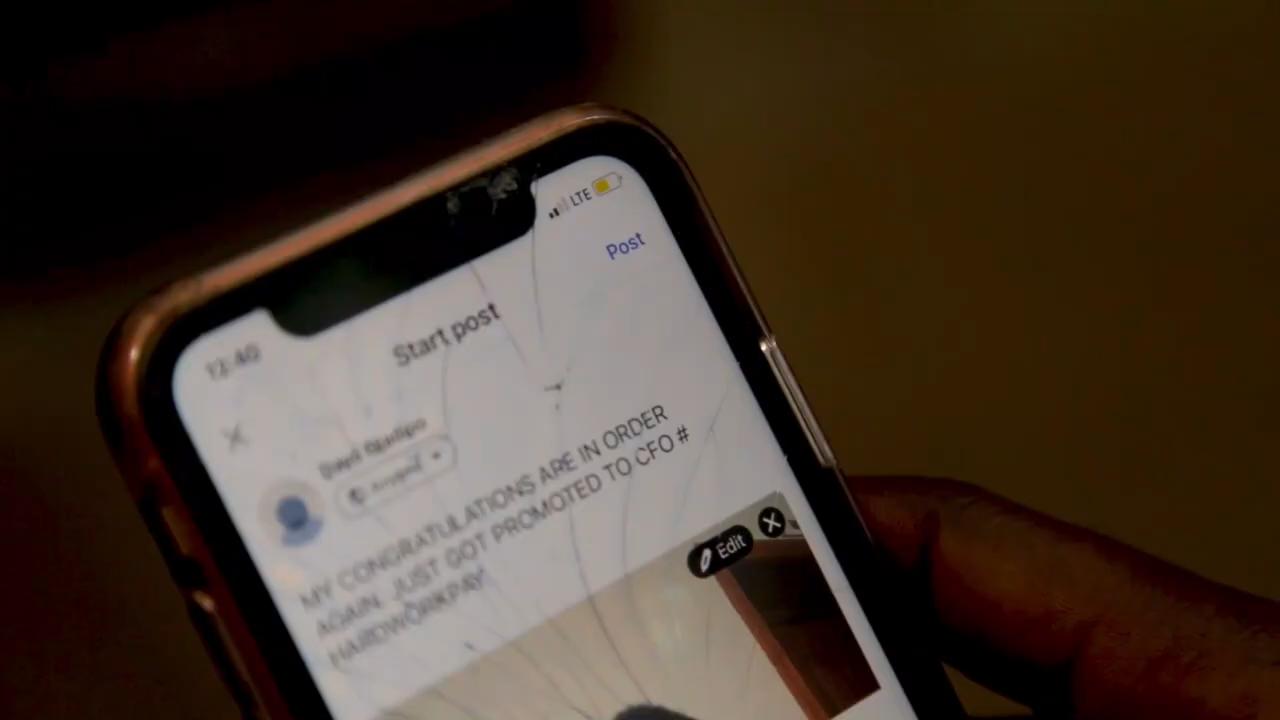 12:40
LTE
Post
Start post
MY CONGRATULATIONS ARE IN ORDER
AGAIN. JUST GOT PROMOTED TO CFO #
HARDWORKPAY
Edit